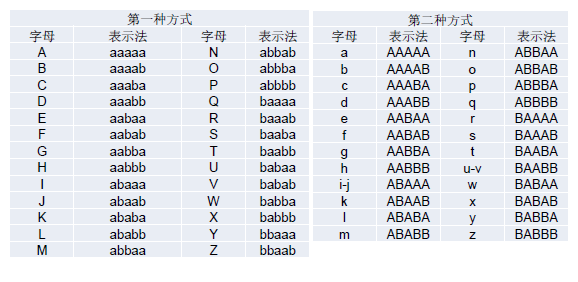 第一种方式 第二种方式
字母 表示法 字母 表示法 字母 表示法 字母 表示法
A aaaaa N abbab a AAAAA n ABBAA
B aaaab O abbba b AAAAB o ABBAB
C aaaba P abbbb c AAABA p ABBBA
D aaabb Q baaaa d AAABB q ABBBB
E aabaa R baaab e AABAA r BAAAA
F aabab S baaba f AABAB s BAAAB
G aabba T baabb g AABBA t BAABA
H aabbb U babaa h AABBB u-v BAABB
I abaaa V babab i-j ABAAA w BABAA
J abaab W babba k ABAAB x BABAB
K ababa X babbb l ABABA y BABBA
L ababb Y bbaaa m ABABB z BABBB
M abbaa Z bbaab